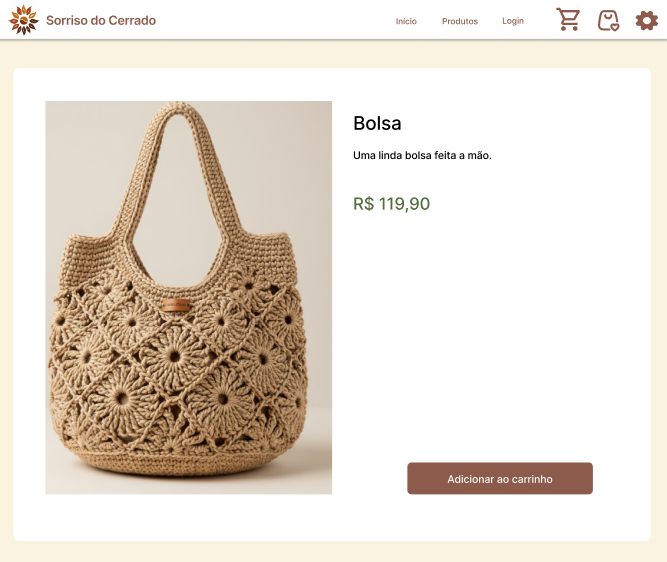 Sorriso do Cerrado
Início
Produtos
Login
Bolsa
Uma linda bolsa feita a mão.
R$ 119,90
Adicionar ao carrinho